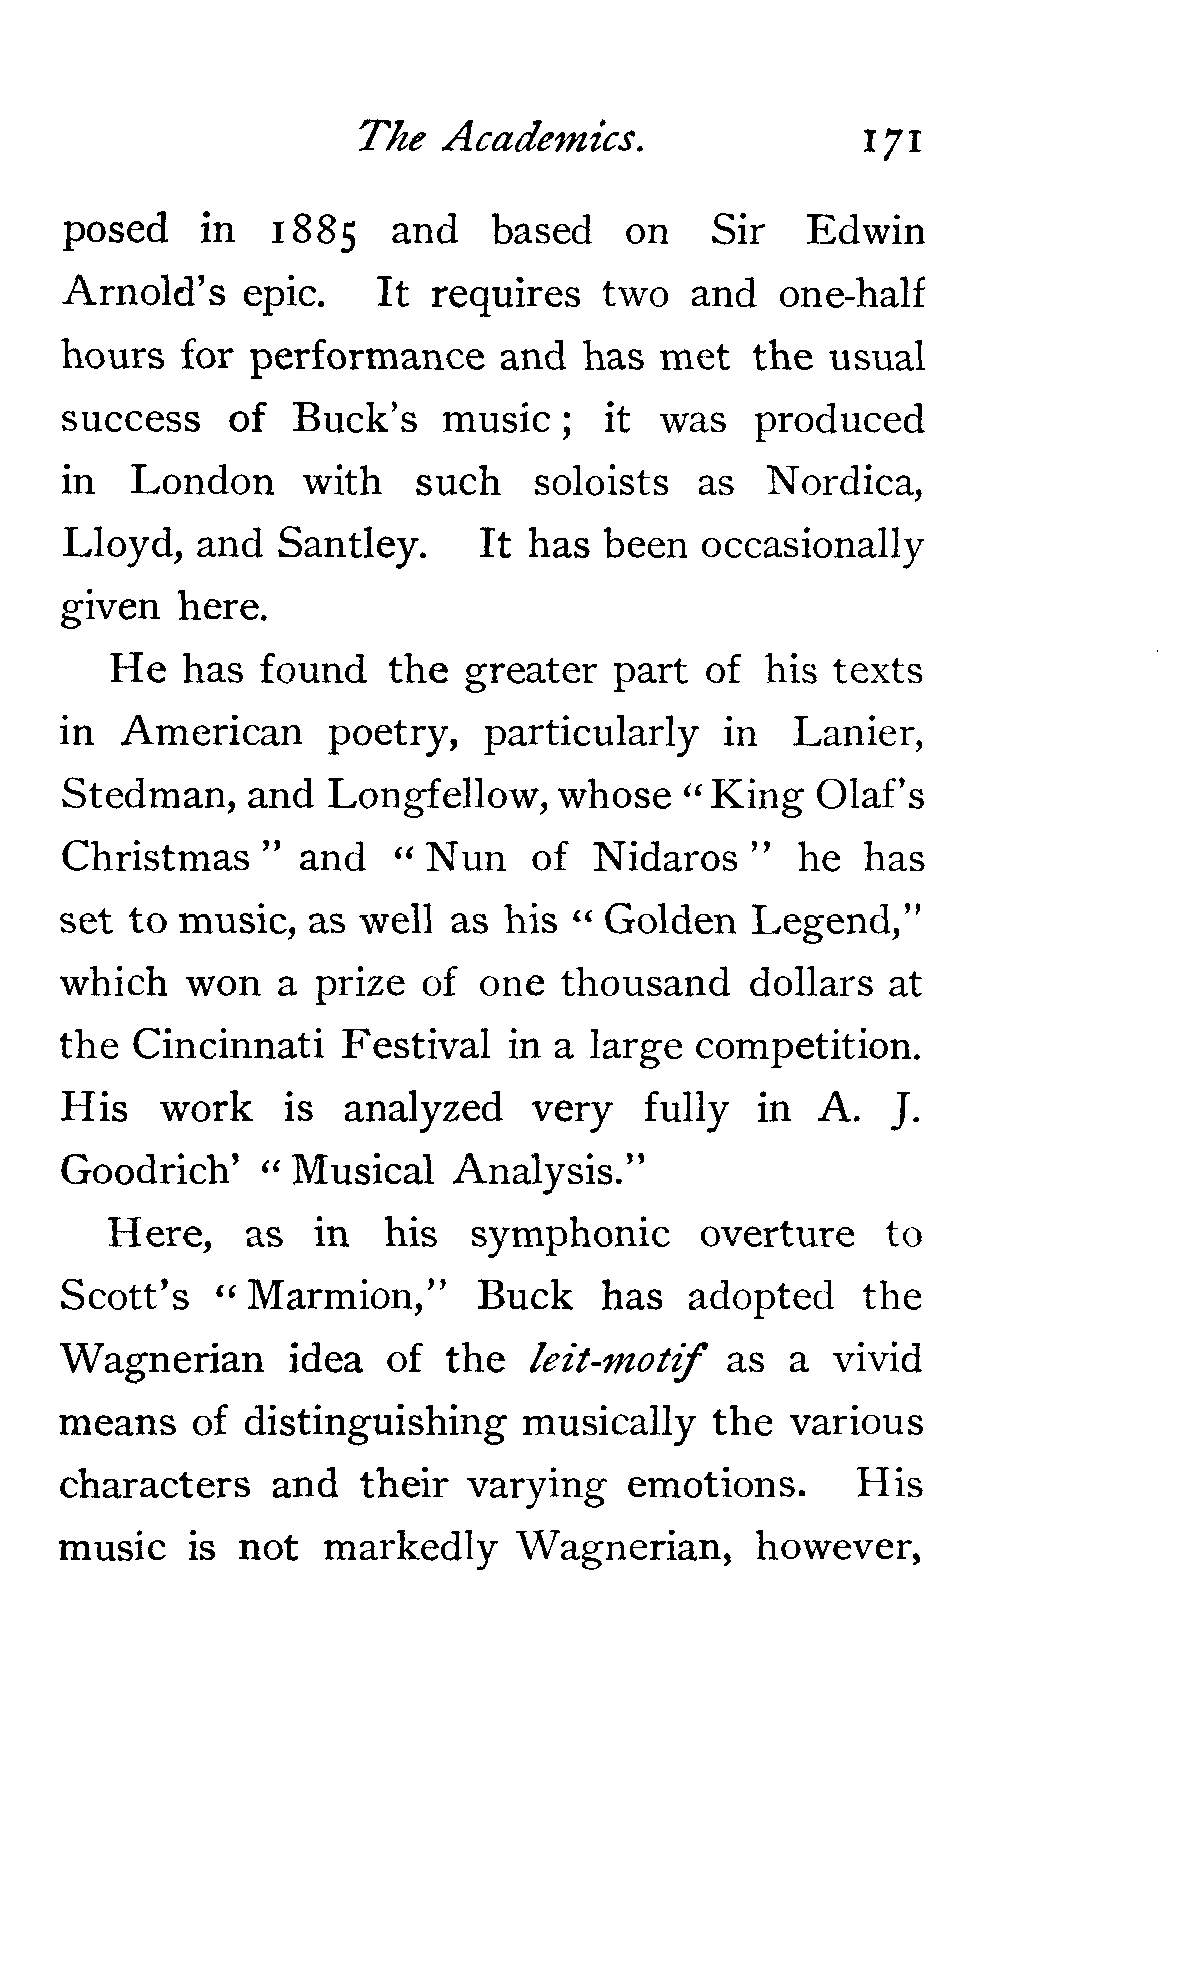 The Academics. 171
posed in 1885 and based on Sir Edwin
Arnold's epic. It requires two and one-half
hours for performance and has met the usual
success of Buck's music ; it was produced
in London with such soloists as Nordica,
Lloyd, and Santley. It has been occasionally
given here.
He has found the greater part of his texts
in American poetry, particularly in Lanier,
Stedman, and Longfellow, whose “ King Olaf's
Christmas ” and “ Nun of Nidaros ” he has
set to music, as well as his “ Golden Legend,”
which won a prize of one thousand dollars at
the Cincinnati Festival in a large competition.
His work is analyzed very fully in A. J.
Goodrich' “ Musical Analysis.”
Here, as in his symphonic overture to
Scott's “ Marmion,” Buck has adopted the
Wagnerian idea of the leit-motif as a vivid
means of distinguishing musically the various
characters and their varying emotions. His
music is not markedly Wagnerian, however,